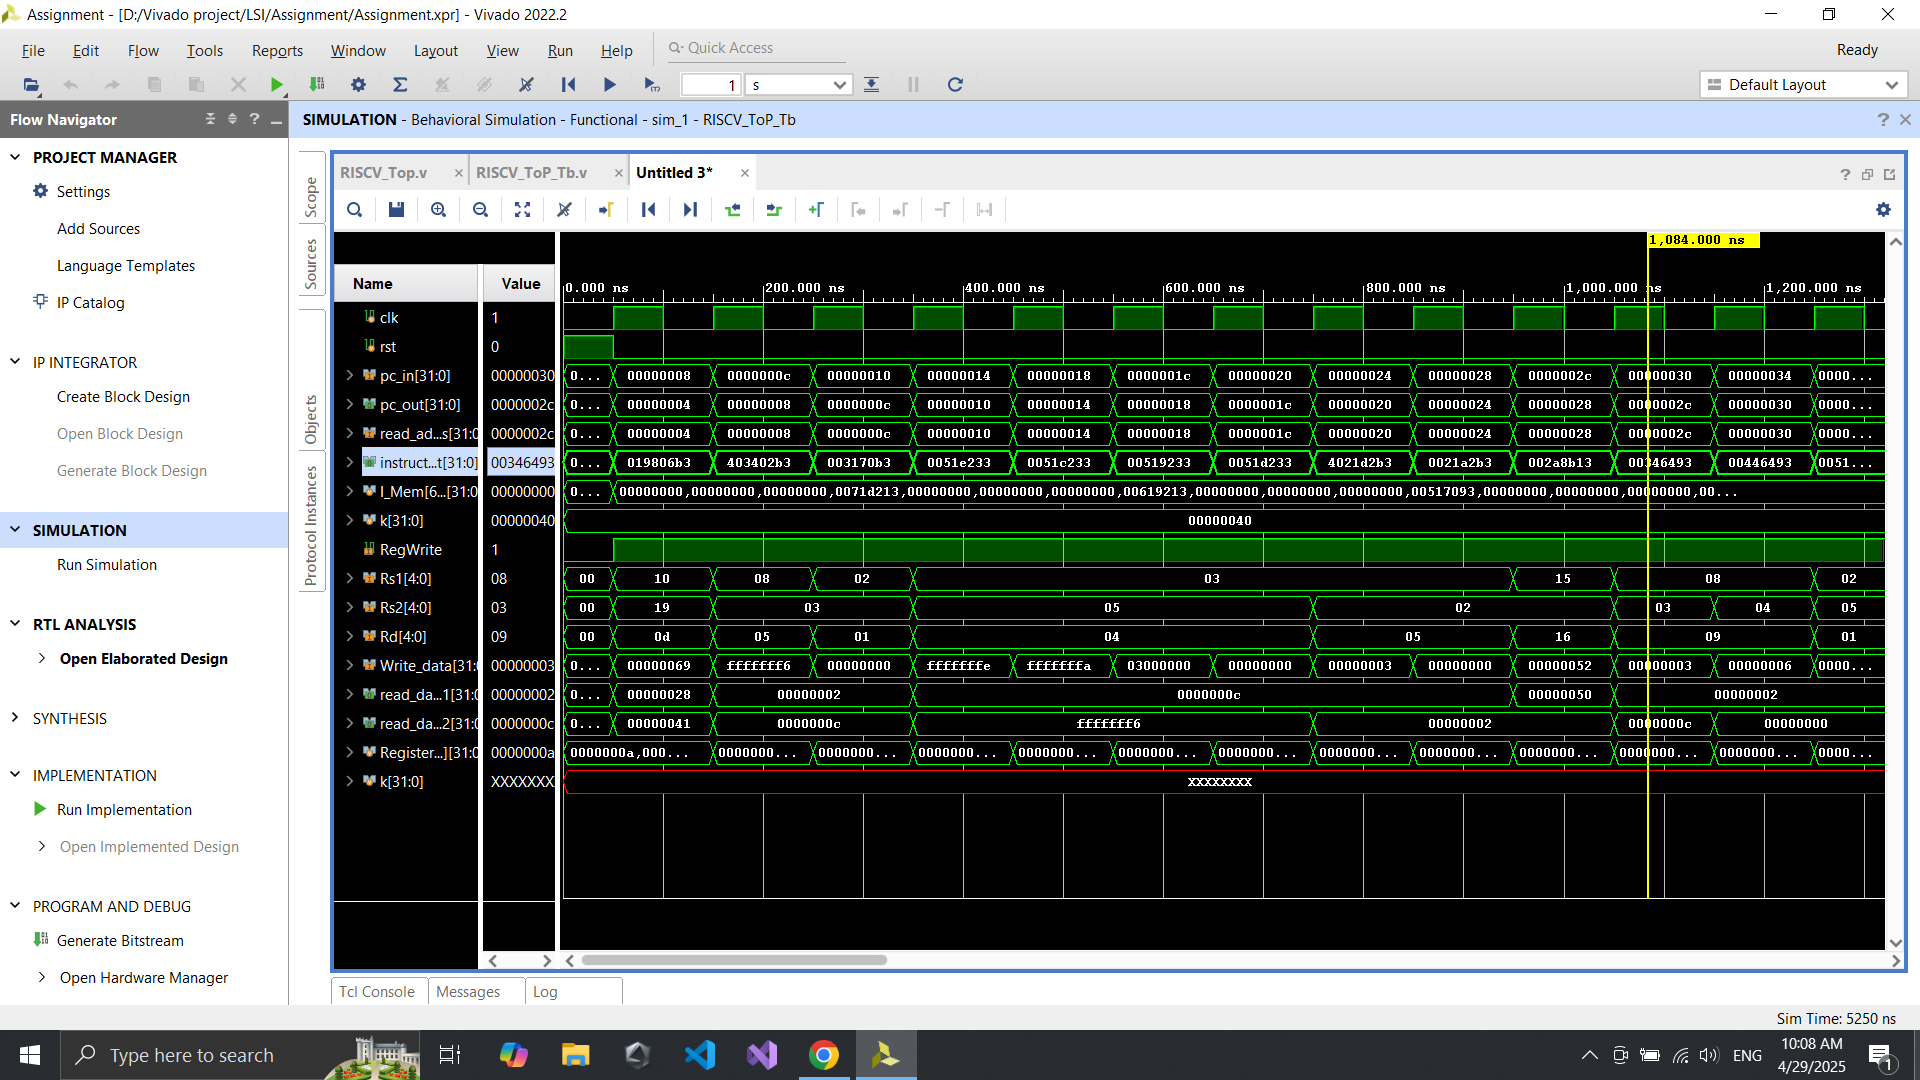 Assignment - [D:/Vivado project/LSI/Assignment/Assignment.xpr] - Vivado 2022.2
File Edit Flow Tools Reports Window Layout View Run Help Quick Access Ready
1 s Default Layout
Flow Navigator
PROJECT MANAGER
Settings
Add Sources
Language Templates
IP Catalog
IP INTEGRATOR
Create Block Design
Open Block Design
Generate Block Design
SIMULATION
Run Simulation
RTL ANALYSIS
Open Elaborated Design
SYNTHESIS
IMPLEMENTATION
Run Implementation
Open Implemented Design
PROGRAM AND DEBUG
Generate Bitstream
Open Hardware Manager
SIMULATION - Behavioral Simulation - Functional - sim_1 - RISCV_ToP_Tb
Scope
Sources
Objects
Protocol Instances
RISCV_Top.v RISCV_ToP_Tb.v Untitled 3*
1,084.000 ns
Name Value 0.000 ns 200.000 ns 400.000 ns 600.000 ns 800.000 ns 1,000.000 ns 1,200.000 ns
clk 1
rst 0
pc_in[31:0] 00000030 0... 00000008 0000000c 00000010 00000014 00000018 0000001c 00000020 00000024 00000028 0000002c 00000030 00000034 0000...
pc_out[31:0] 0000002c 0... 00000004 00000008 0000000c 00000010 00000014 00000018 0000001c 00000020 00000024 00000028 0000002c 00000030 0000...
read_ad...s[31:0 0000002c 0... 00000004 00000008 0000000c 00000010 00000014 00000018 0000001c 00000020 00000024 00000028 0000002c 00000030 0000...
instruct...t[31:0] 00346493 0... 019806b3 403402b3 003170b3 0051e233 0051c233 00519233 0051d233 4021d2b3 0021a2b3 002a8b13 00346493 00446493 0051...
I_Mem[6...[31:0 00000000 0... 00000000,00000000,00000000,0071d213,00000000,00000000,00000000,00619213,00000000,00000000,00000000,00517093,00000000,00000000,00000000,00...
k[31:0] 00000040 00000040
RegWrite 1
Rs1[4:0] 08 00 10 08 02 03 15 08 02
Rs2[4:0] 03 00 19 03 05 02 03 04 05
Rd[4:0] 09 00 0d 05 01 04 05 16 09 01
Write_data[31: 00000003 0... 00000069 fffffff6 00000000 fffffffe fffffffa 03000000 00000000 00000003 00000000 00000052 00000003 00000006 0000...
read_da...1[31:0 00000002 0... 00000028 00000002 0000000c 00000050 00000002
read_da...2[31:0 0000000c 0... 00000041 0000000c fffffff6 00000002 0000000c 00000000
Register...][31:0 0000000a 0000000a,000... 0000000... 0000000... 0000000... 0000000... 0000000... 0000000... 0000000... 0000000... 0000000... 0000000... 0000000... 0000...
k[31:0] XXXXXXX XXXXXXXX
Tcl Console Messages Log
Sim Time: 5250 ns
Type here to search
ENG
10:08 AM
4/29/2025
1